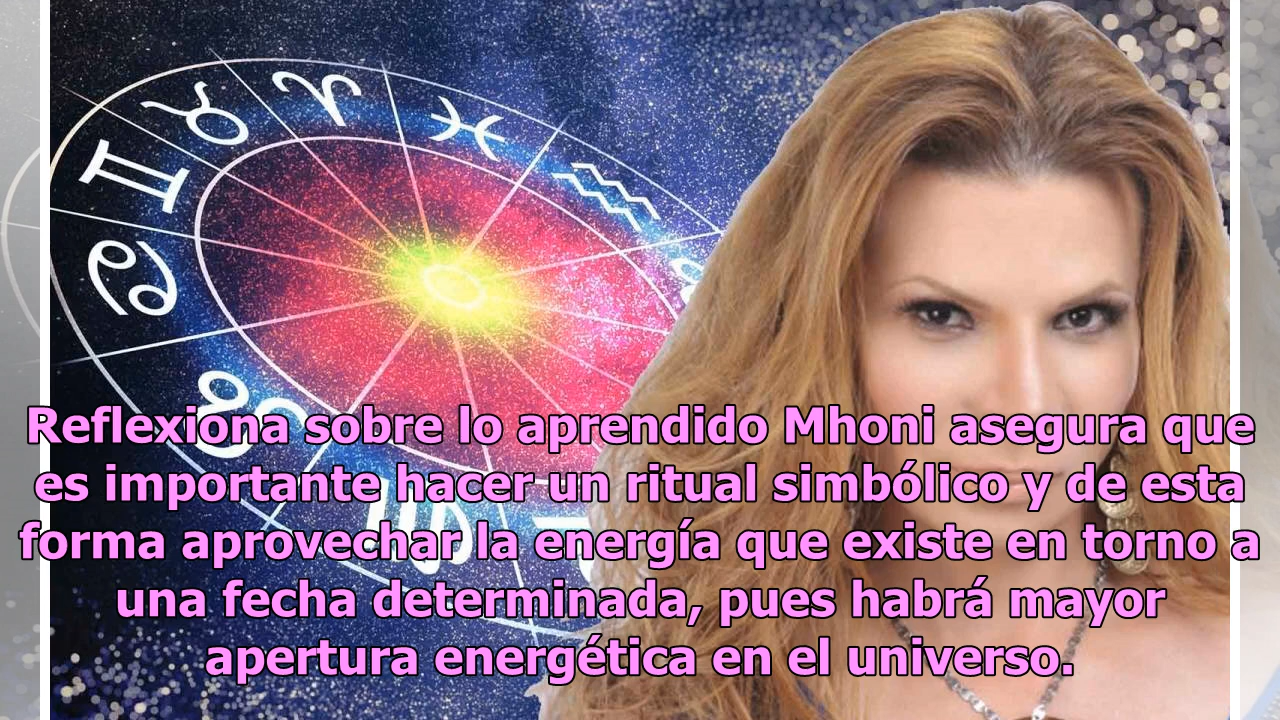 Reflexiona sobre lo aprendido Mhoni asegura que
es importante hacer un ritual simbólico y de esta
forma aprovechar la energía que existe en torno a
una fecha determinada, pues habrá mayor
apertura energética en el universo.